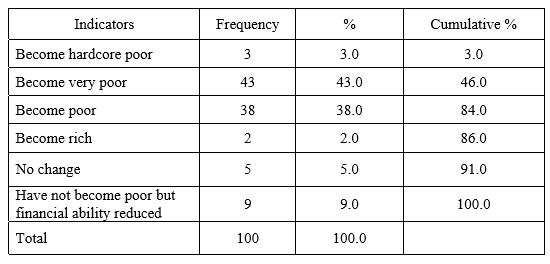 Indicators Frequency % Cumulative %
Become hardcore poor 3 3.0 3.0
Become very poor 43 43.0 46.0
Become poor 38 38.0 84.0
Become rich 2 2.0 86.0
No change 5 5.0 91.0
Have not become poor but
financial ability reduced 9 9.0 100.0
Total 100 100.0